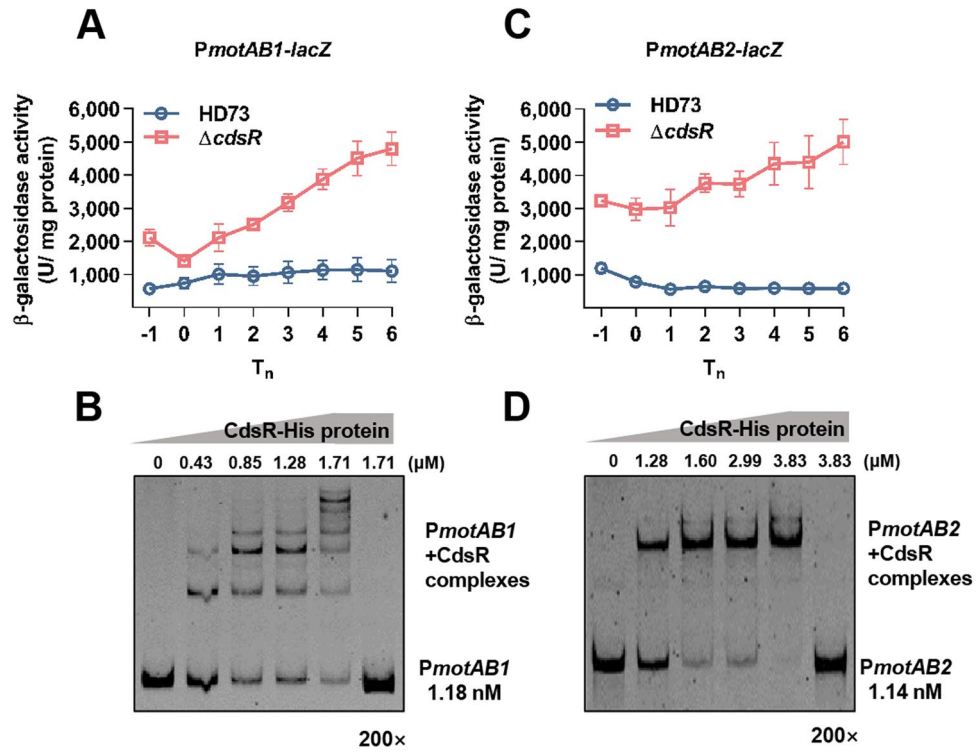 A
PmotAB1-lacZ
HD73
ΔcdsR
β-galactosidase activity
(U/ mg protein)
6,000
5,000
4,000
3,000
2,000
1,000
-1 0 1 2 3 4 5 6
Tn
C
PmotAB2-lacZ
HD73
ΔcdsR
β-galactosidase activity
(U/ mg protein)
6,000
5,000
4,000
3,000
2,000
1,000
-1 0 1 2 3 4 5 6
Tn
B
CdsR-His protein
0 0.43 0.85 1.28 1.71 1.71 (μM)
PmotAB1
+CdsR
complexes
PmotAB1
1.18 nM
200×
D
CdsR-His protein
0 1.28 1.60 2.99 3.83 3.83 (μM)
PmotAB2
+CdsR
complexes
PmotAB2
1.14 nM
200×